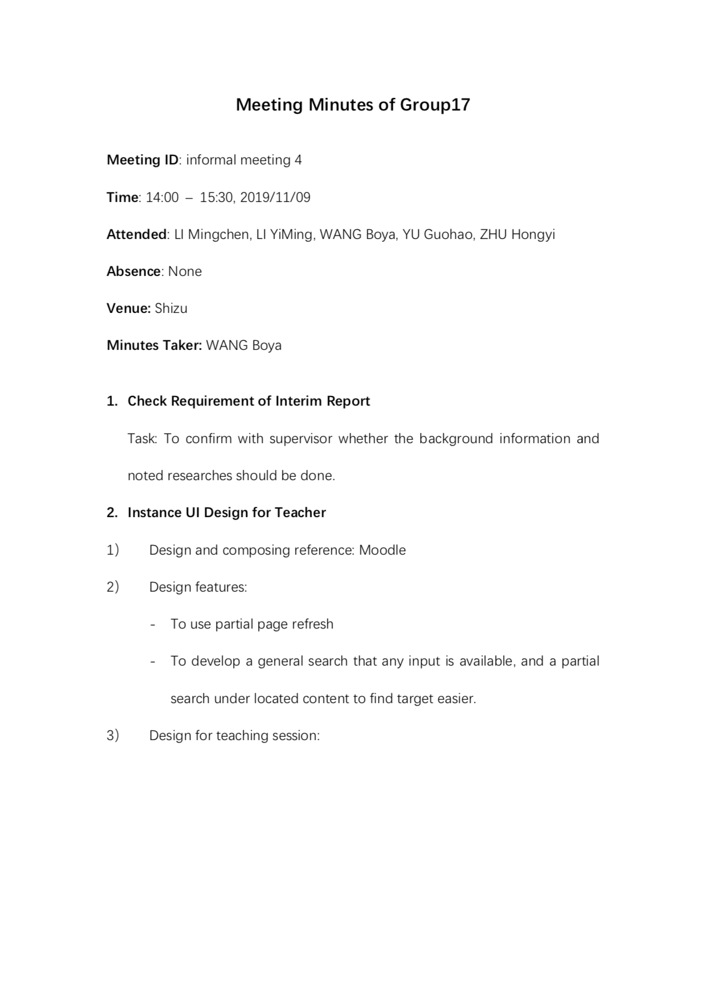 Meeting Minutes of Group17
Meeting ID: informal meeting 4
Time: 14:00 – 15:30, 2019/11/09
Attended: LI Mingchen, LI YiMing, WANG Boya, YU Guohao, ZHU Hongyi
Absence: None
Venue: Shizu
Minutes Taker: WANG Boya
1. Check Requirement of Interim Report
Task: To confirm with supervisor whether the background information and
noted researches should be done.
2. Instance UI Design for Teacher
1) Design and composing reference: Moodle
2) Design features:
- To use partial page refresh
- To develop a general search that any input is available, and a partial
search under located content to find target easier.
3) Design for teaching session: